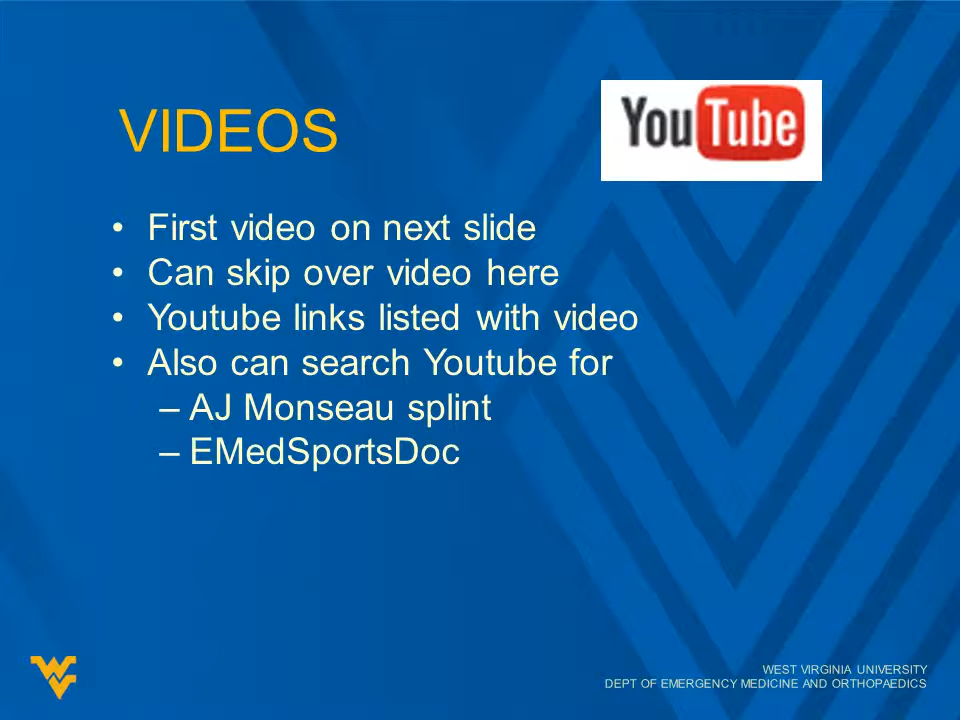 VIDEOS
YouTube
• First video on next slide
• Can skip over video here
• Youtube links listed with video
• Also can search Youtube for
– AJ Monseau splint
– EMedSportsDoc
WEST VIRGINIA UNIVERSITY
DEPT OF EMERGENCY MEDICINE AND ORTHOPAEDICS